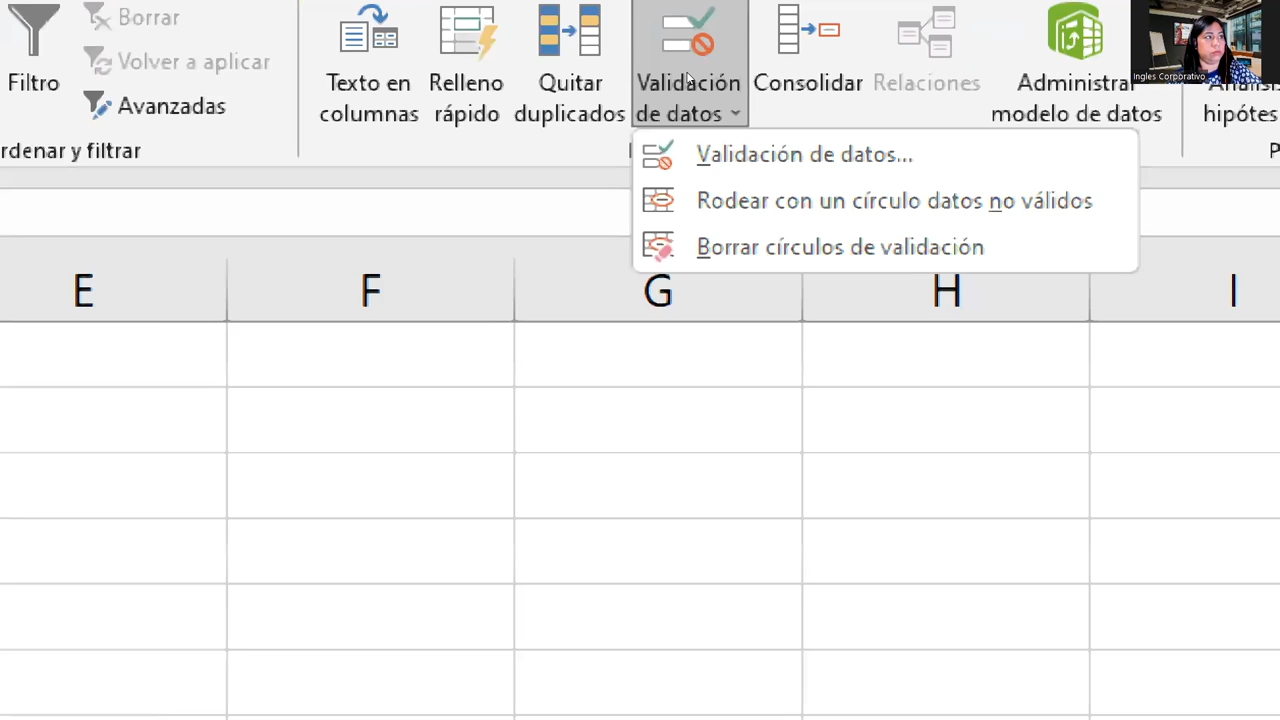 Borrar
Volver a aplicar
Filtro
Avanzadas
rdenar y filtrar
Texto en
columnas
Relleno
rápido
Quitar
duplicados
Validación
de datos
Consolidar
Relaciones
Administrar
modelo de datos
Ingles Corporativo
hipótes
Validación de datos...
Rodear con un círculo datos no válidos
Borrar círculos de validación
E F G H I